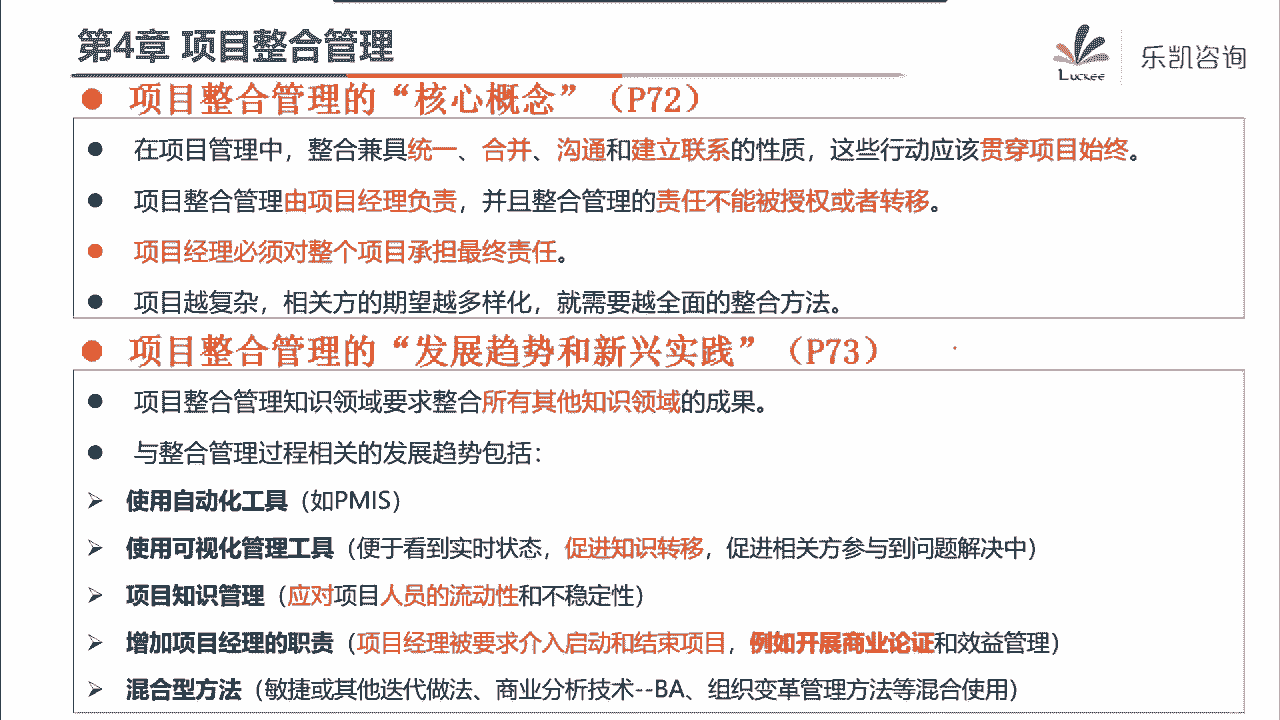 第4章 项目整合管理
Luckee
乐凯咨询
● 项目整合管理的“核心概念”（P72）
● 在项目管理中，整合兼具统一、合并、沟通和建立联系的性质，这些行动应该贯穿项目始终。
● 项目整合管理由项目经理负责，并且整合管理的责任不能被授权或者转移。
● 项目经理必须对整个项目承担最终责任。
● 项目越复杂，相关方的期望越多样化，就需要越全面的整合方法。
● 项目整合管理的“发展趋势和新兴实践”（P73）
● 项目整合管理知识领域要求整合所有其他知识领域的成果。
● 与整合管理过程相关的发展趋势包括：
➢ 使用自动化工具（如PMIS）
➢ 使用可视化管理工具（便于看到实时状态，促进知识转移，促进相关方参与到问题解决中）
➢ 项目知识管理（应对项目人员的流动性和不稳定性）
➢ 增加项目经理的职责（项目经理被要求介入启动和结束项目，例如开展商业论证和效益管理）
➢ 混合型方法（敏捷或其他迭代做法、商业分析技术--BA、组织变革管理方法等混合使用）